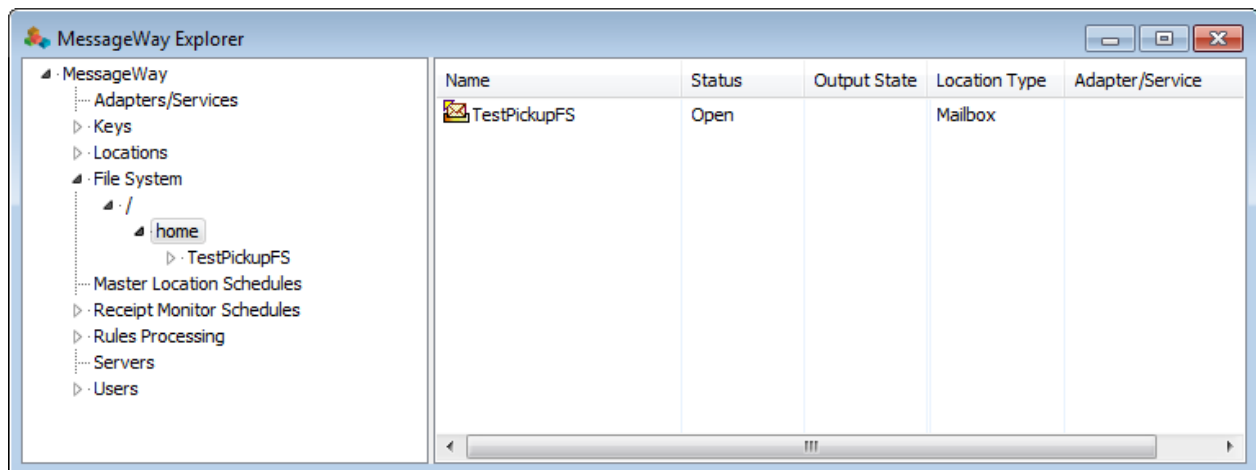 MessageWay Explorer
MessageWay
Adapters/Services
Keys
Locations
File System
/
home
TestPickupFS
Master Location Schedules
Receipt Monitor Schedules
Rules Processing
Servers
Users
Name Status Output State Location Type Adapter/Service
TestPickupFS Open Mailbox